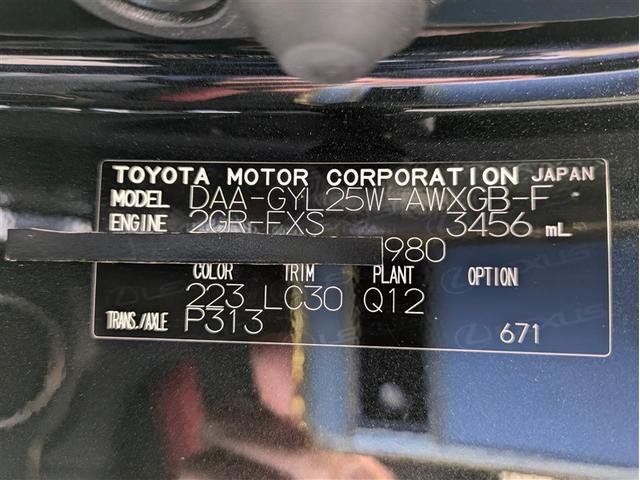 TOYOTA MOTOR CORPORATION JAPAN
MODEL DAA-GYL25W-AWXGB-F
ENGINE 2GR-FXS 3456 mL
980
COLOR TRIM PLANT OPTION
223 LC30 Q12
TRANS./AXLE P313
671